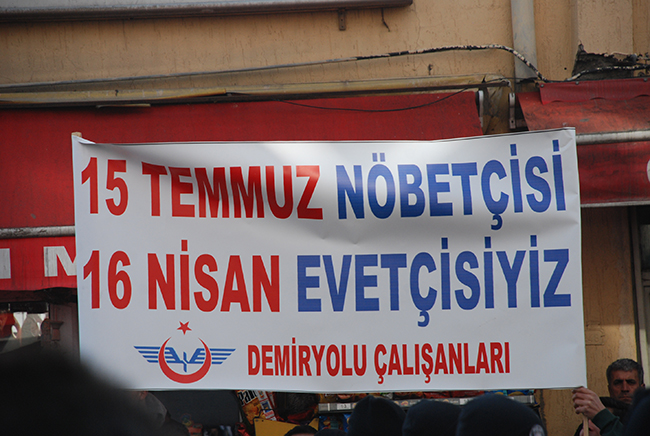 15 TEMMUZ NÖBETÇİSİ
16 NİSAN EVETÇİSİYİZ
DEMİRYOLU ÇALIŞANLARI